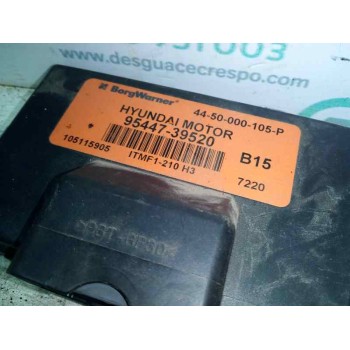 www.desguacecrespo.com
BorgWarner
44-50-000-105-P
HYUNDAI MOTOR
95447-39520
B15
105115905
ITMF1-210 H3
7220